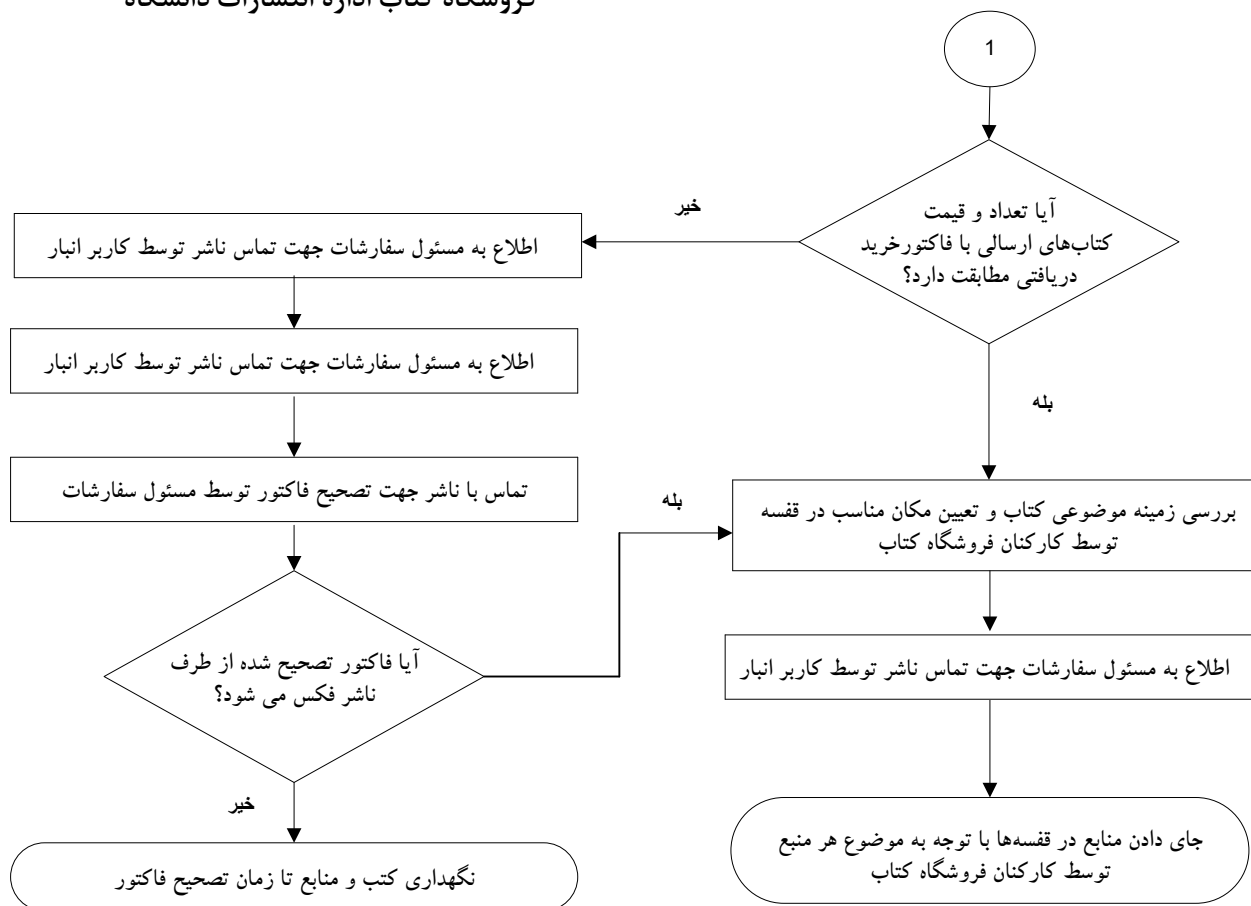 فروشگاه کتاب اداره انتشارات دانشگاه
1
آیا تعداد و قیمت
کتاب‌های ارسالی با فاکتورخرید
دریافتی مطابقت دارد؟
خیر
اطلاع به مسئول سفارشات جهت تماس ناشر توسط کاربر انبار
اطلاع به مسئول سفارشات جهت تماس ناشر توسط کاربر انبار
بله
تماس با ناشر جهت تصحیح فاکتور توسط مسئول سفارشات
بله
بررسی زمینه موضوعی کتاب و تعیین مکان مناسب در قفسه
توسط کارکنان فروشگاه کتاب
آیا فاکتور تصحیح شده از طرف
ناشر فکس می شود؟
اطلاع به مسئول سفارشات جهت تماس ناشر توسط کاربر انبار
خیر
جای دادن منابع در قفسه‌ها با توجه به موضوع هر منبع
توسط کارکنان فروشگاه کتاب
نگهداری کتب و منابع تا زمان تصحیح فاکتور